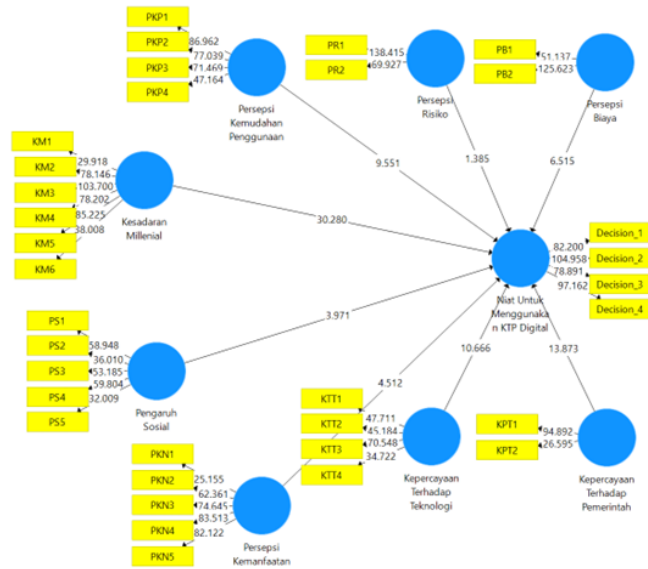 PKP1
PKP2
PKP3
PKP4
86.962
77.039
71.469
47.164
Persepsi
Kemudahan
Penggunaan
PR1
PR2
138.415
69.927
Persepsi
Risiko
PB1
PB2
51.137
125.623
Persepsi
Biaya
KM1
KM2
KM3
KM4
KM5
KM6
29.918
78.146
103.700
78.202
85.225
38.008
Kesadaran
Millenial
9.551
1.385
6.515
30.280
3.971
4.512
10.666
13.873
Niat Untuk
Menggunaka
n KTP Digital
82.200
104.958
78.891
97.162
Decision_1
Decision_2
Decision_3
Decision_4
PS1
PS2
PS3
PS4
PS5
58.948
36.010
53.185
59.804
32.009
Pengaruh
Sosial
PKN1
PKN2
PKN3
PKN4
PKN5
25.155
62.361
74.645
83.513
82.122
Persepsi
Kemanfaatan
KTT1
KTT2
KTT3
KTT4
47.711
45.184
70.548
34.722
Kepercayaan
Terhadap
Teknologi
KPT1
KPT2
94.892
26.595
Kepercayaan
Terhadap
Pemerintah